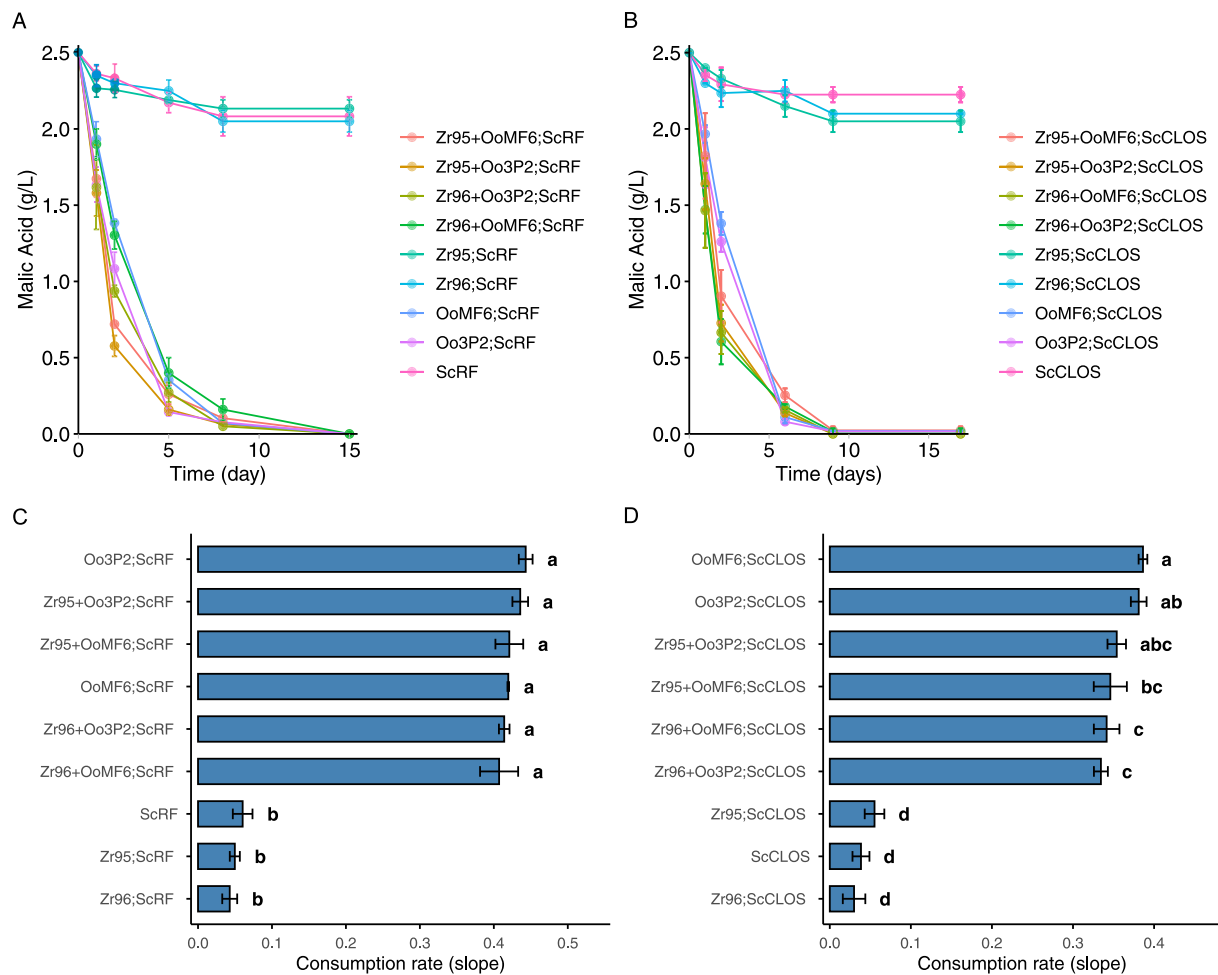 A
2.5
2.0
1.5
1.0
0.5
0.0
Malic Acid (g/L)
0
5
10
15
Time (day)
Zr95+OoMF6;ScRF
Zr95+Oo3P2;ScRF
Zr96+Oo3P2;ScRF
Zr96+OoMF6;ScRF
Zr95;ScRF
Zr96;ScRF
OoMF6;ScRF
Oo3P2;ScRF
ScRF
B
2.5
2.0
1.5
1.0
0.5
0.0
Malic Acid (g/L)
0
5
10
15
Time (days)
Zr95+OoMF6;ScCLOS
Zr95+Oo3P2;ScCLOS
Zr96+OoMF6;ScCLOS
Zr96+Oo3P2;ScCLOS
Zr95;ScCLOS
Zr96;ScCLOS
OoMF6;ScCLOS
Oo3P2;ScCLOS
ScCLOS
C
Oo3P2;ScRF a
Zr95+Oo3P2;ScRF a
Zr95+OoMF6;ScRF a
OoMF6;ScRF a
Zr96+Oo3P2;ScRF a
Zr96+OoMF6;ScRF a
ScRF b
Zr95;ScRF b
Zr96;ScRF b
0.0 0.1 0.2 0.3 0.4 0.5
Consumption rate (slope)
D
OoMF6;ScCLOS a
Oo3P2;ScCLOS ab
Zr95+Oo3P2;ScCLOS abc
Zr95+OoMF6;ScCLOS bc
Zr96+OoMF6;ScCLOS c
Zr96+Oo3P2;ScCLOS c
Zr95;ScCLOS d
ScCLOS d
Zr96;ScCLOS d
0.0 0.1 0.2 0.3 0.4
Consumption rate (slope)